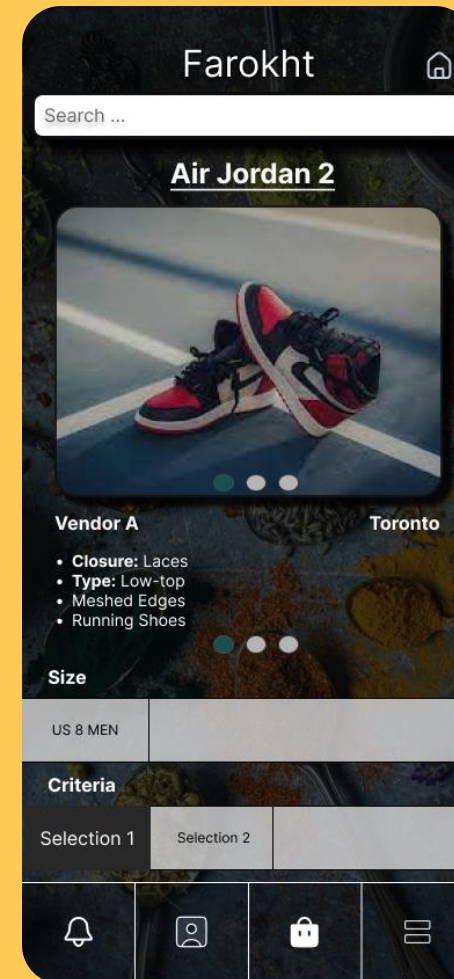 Farokht
Search ...
Air Jordan 2
Vendor A
Toronto
• Closure: Laces
• Type: Low-top
• Meshed Edges
• Running Shoes
Size
US 8 MEN
Criteria
Selection 1
Selection 2